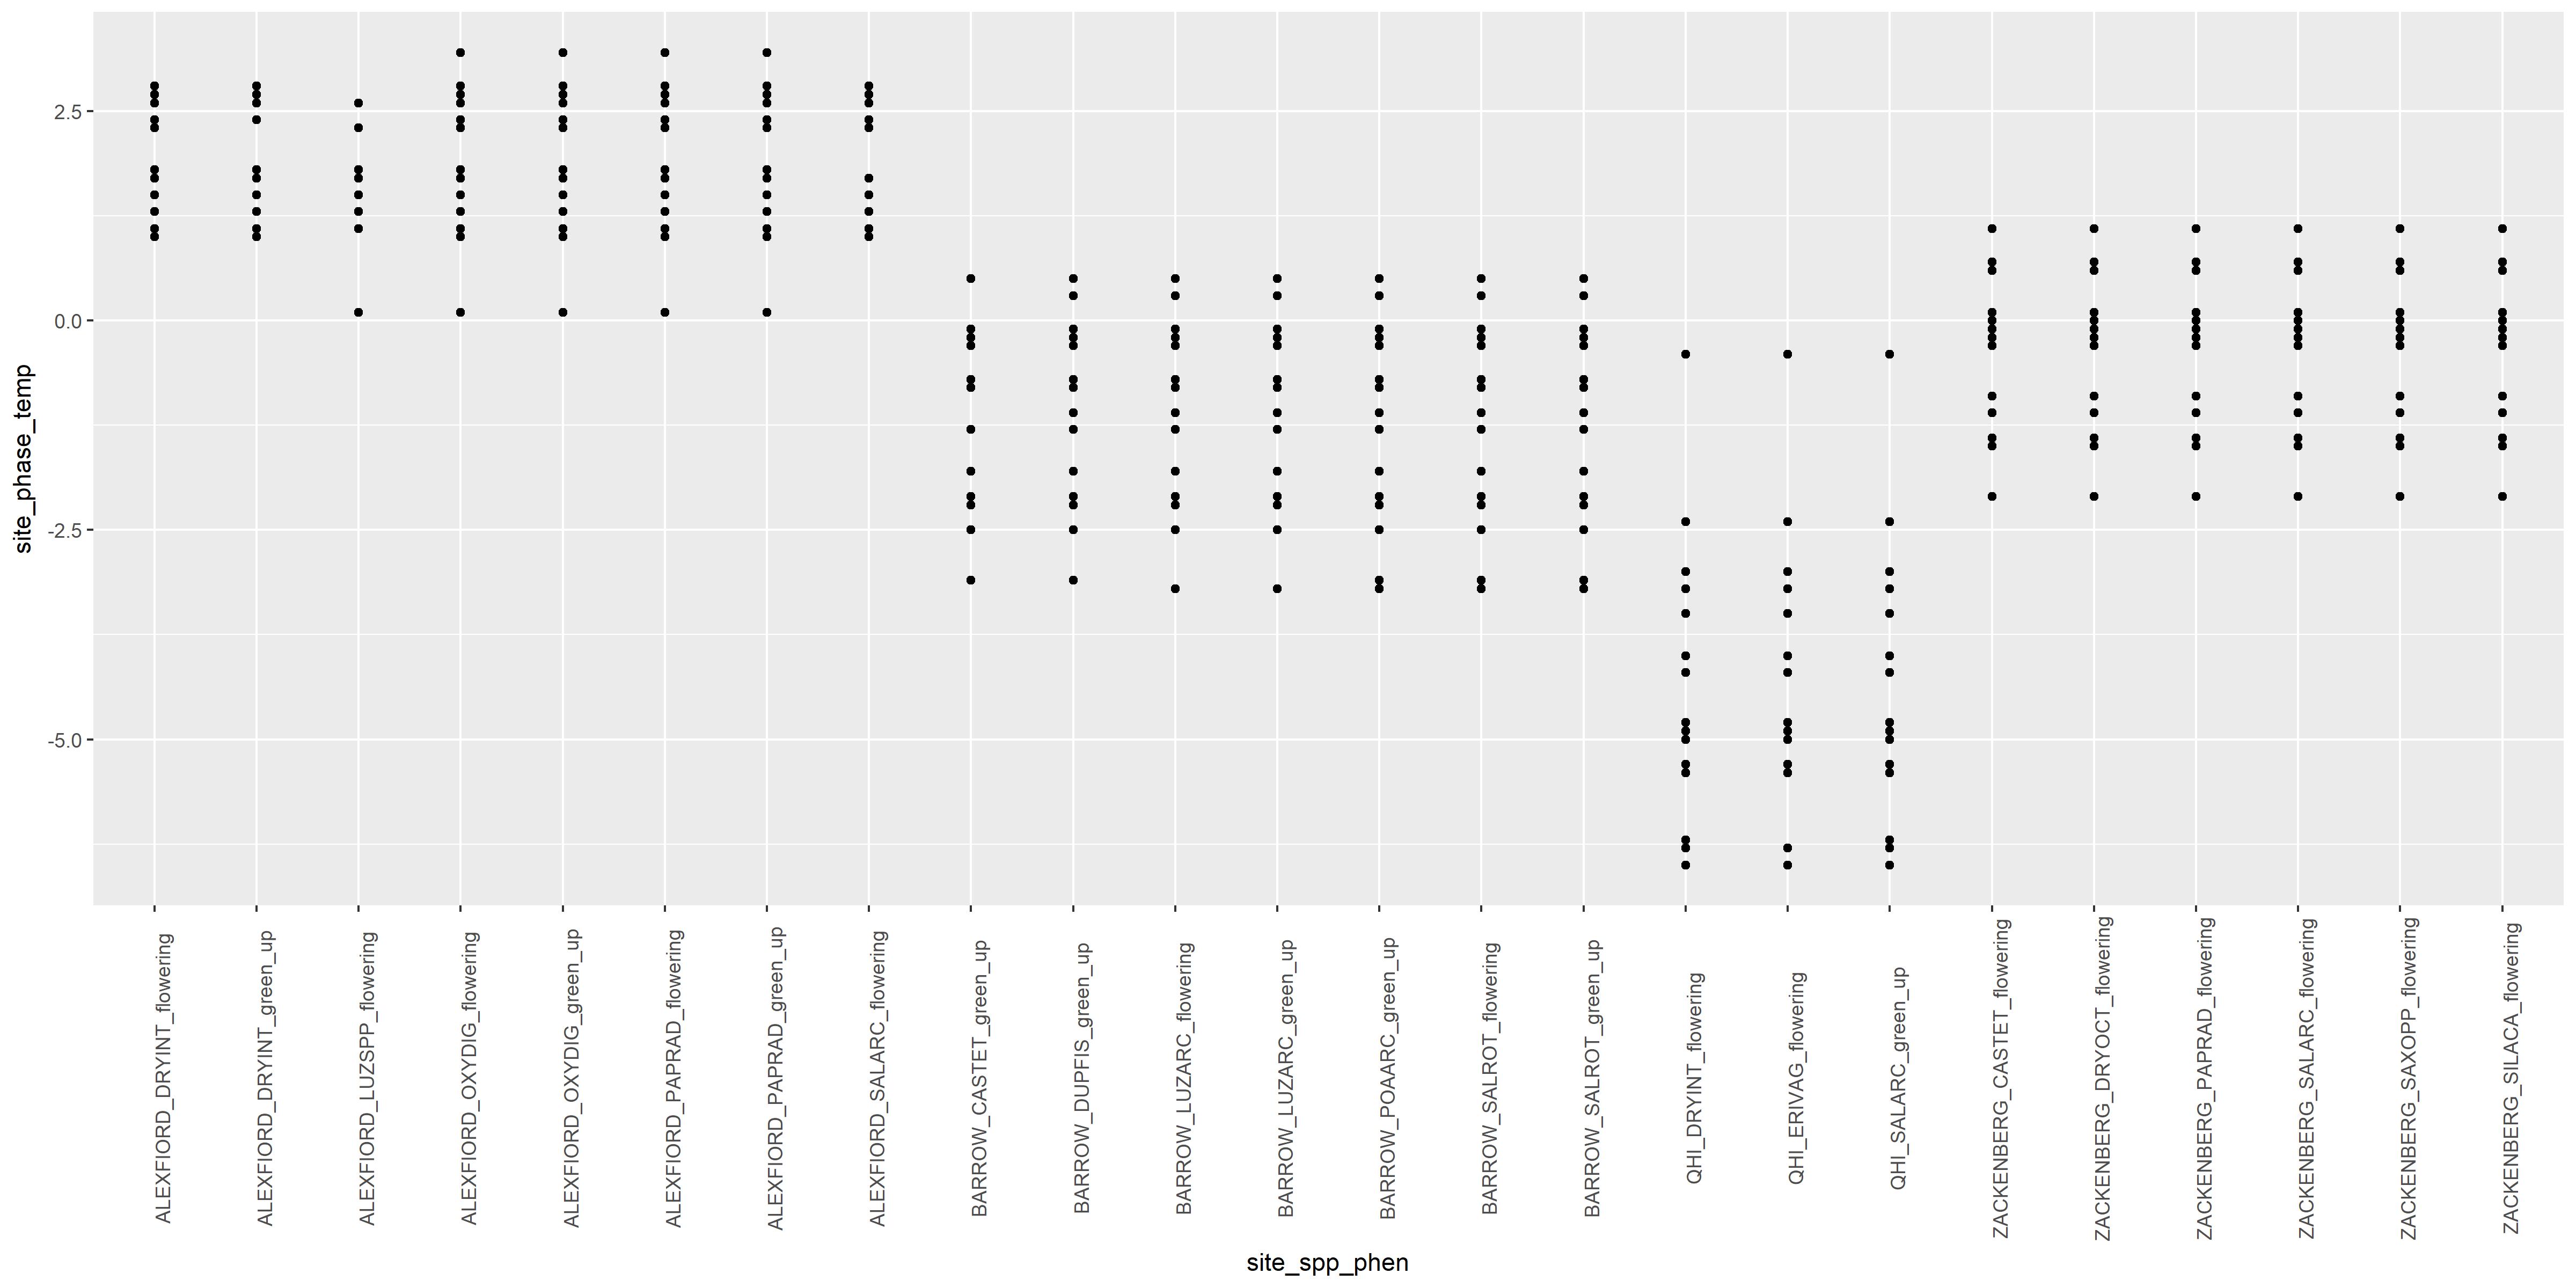 site_phase_temp
2.5
0.0
-2.5
-5.0
ALEXFIORD_DRYINT_flowering
ALEXFIORD_DRYINT_green_up
ALEXFIORD_LUZSPP_flowering
ALEXFIORD_OXYDIG_flowering
ALEXFIORD_OXYDIG_green_up
ALEXFIORD_PAPRAD_flowering
ALEXFIORD_PAPRAD_green_up
ALEXFIORD_SALARC_flowering
BARROW_CASTET_green_up
BARROW_DUPFIS_green_up
BARROW_LUZARC_flowering
BARROW_LUZARC_green_up
BARROW_POAARC_green_up
BARROW_SALROT_flowering
BARROW_SALROT_green_up
QHI_DRYINT_flowering
QHI_ERIVAG_flowering
QHI_SALARC_green_up
ZACKENBERG_CASTET_flowering
ZACKENBERG_DRYOCT_flowering
ZACKENBERG_PAPRAD_flowering
ZACKENBERG_SALARC_flowering
ZACKENBERG_SAXOPP_flowering
ZACKENBERG_SILACA_flowering
site_spp_phen